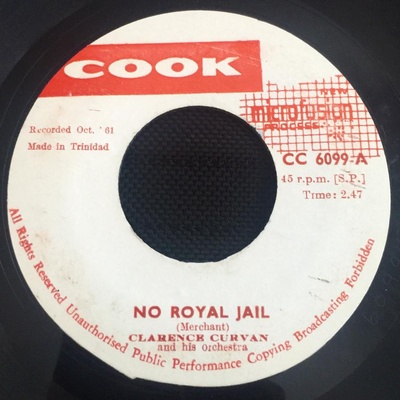 COOK
NEW
microfusion
PROCESS
Recorded Oct. '61
Made in Trinidad
CC 6099-A
45 r.p.m. [S.P.]
Time: 2.47
NO ROYAL JAIL
(Merchant)
CLARENCE CURVAN
and his orchestra
All Rights Reserved Unauthorised Public Performance Copying Broadcasting Forbidden